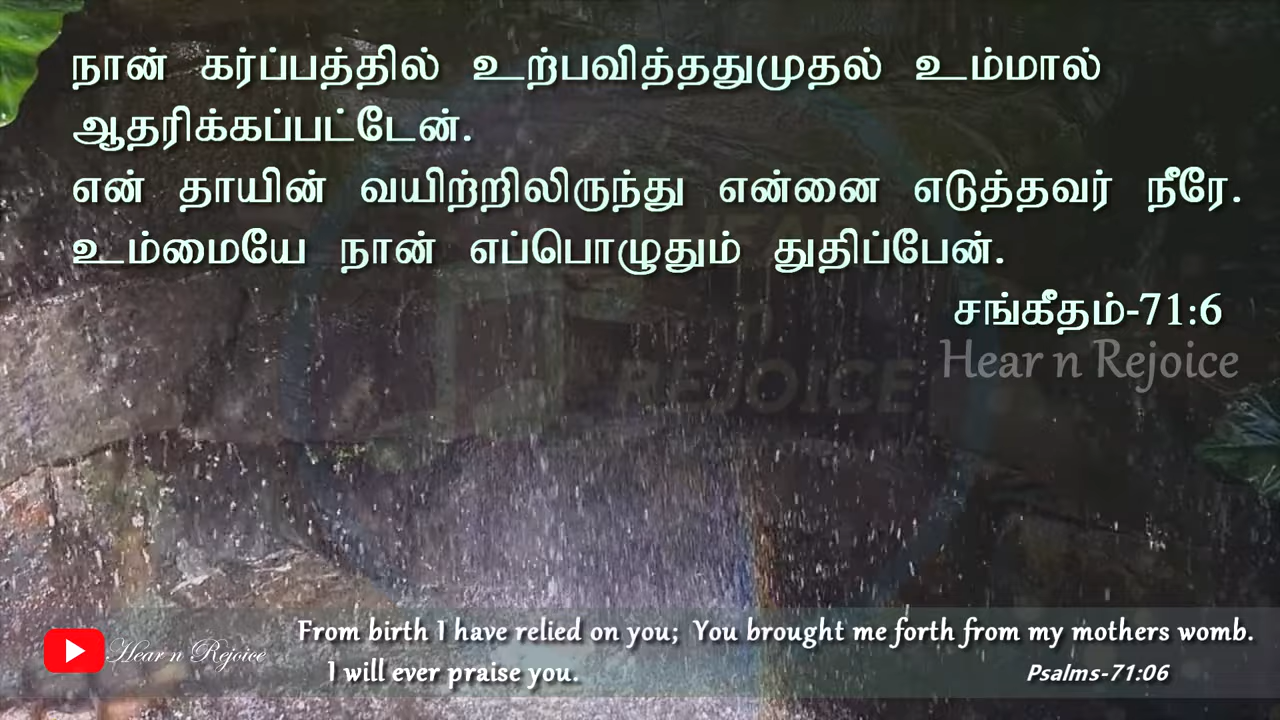 நான் கர்ப்பத்தில் உற்பவித்ததுமுதல் உம்மால்
ஆதரிக்கப்பட்டேன்.
என் தாயின் வயிற்றிலிருந்து என்னை எடுத்தவர் நீரே.
உம்மையே நான் எப்பொழுதும் துதிப்பேன்.
சங்கீதம்-71:6
Hear n Rejoice
HEAR
REJOICE
From birth I have relied on you; You brought me forth from my mothers womb.
Hear n Rejoice
I will ever praise you.
Psalms-71:06